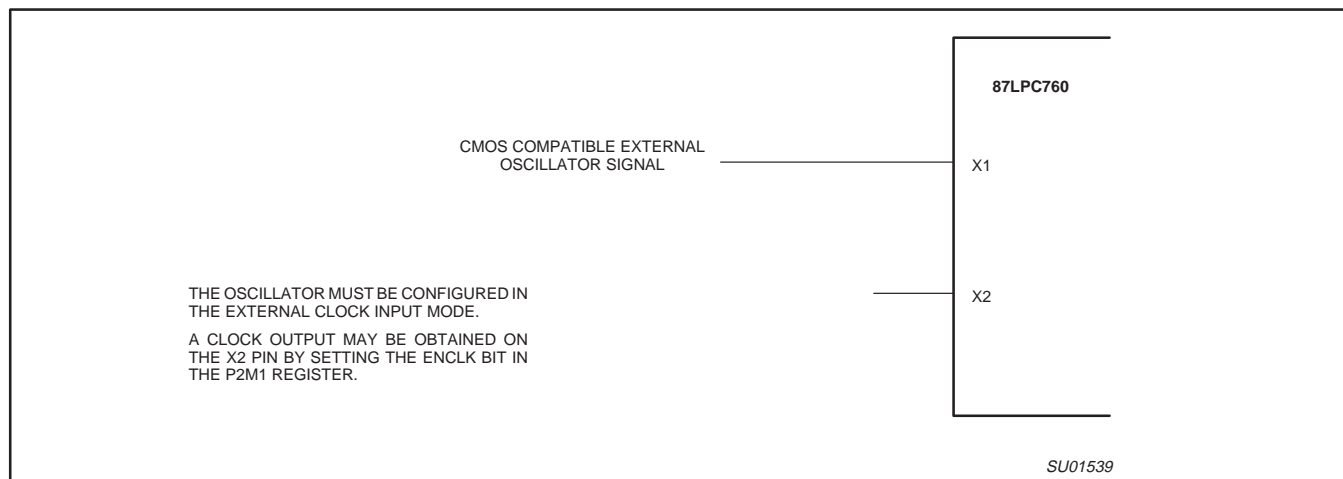 87LPC760
CMOS COMPATIBLE EXTERNAL
OSCILLATOR SIGNAL
X1
THE OSCILLATOR MUST BE CONFIGURED IN
THE EXTERNAL CLOCK INPUT MODE.
X2
A CLOCK OUTPUT MAY BE OBTAINED ON
THE X2 PIN BY SETTING THE ENCLK BIT IN
THE P2M1 REGISTER.
SU01539